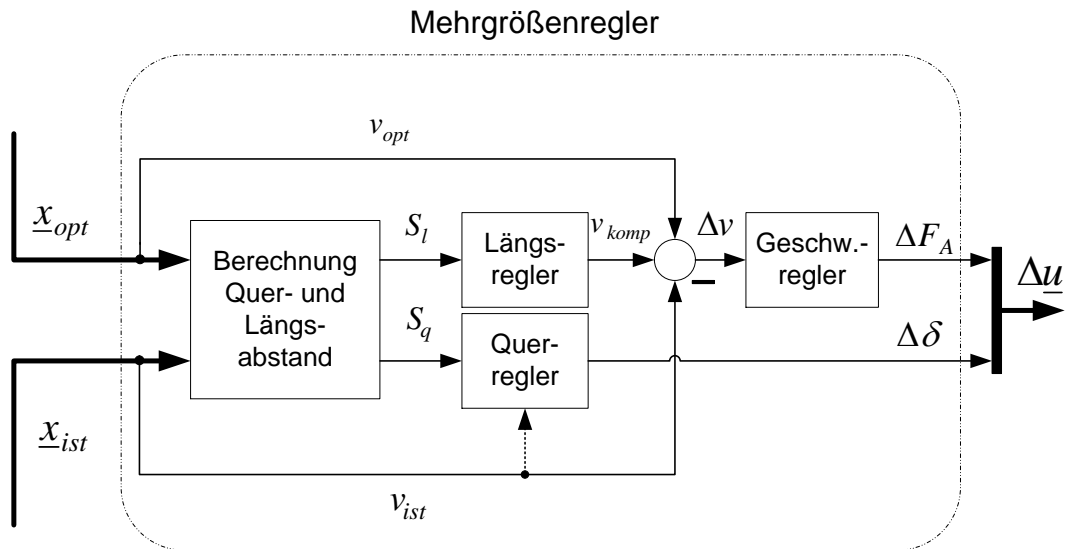 Mehrgrößenregler
v_opt
x_opt
S_l
Längs-
regler
v_komp
Δv
Geschw.-
regler
ΔF_A
Berechnung
Quer- und
Längs-
abstand
Δu
S_q
Quer-
regler
Δδ
x_ist
v_ist